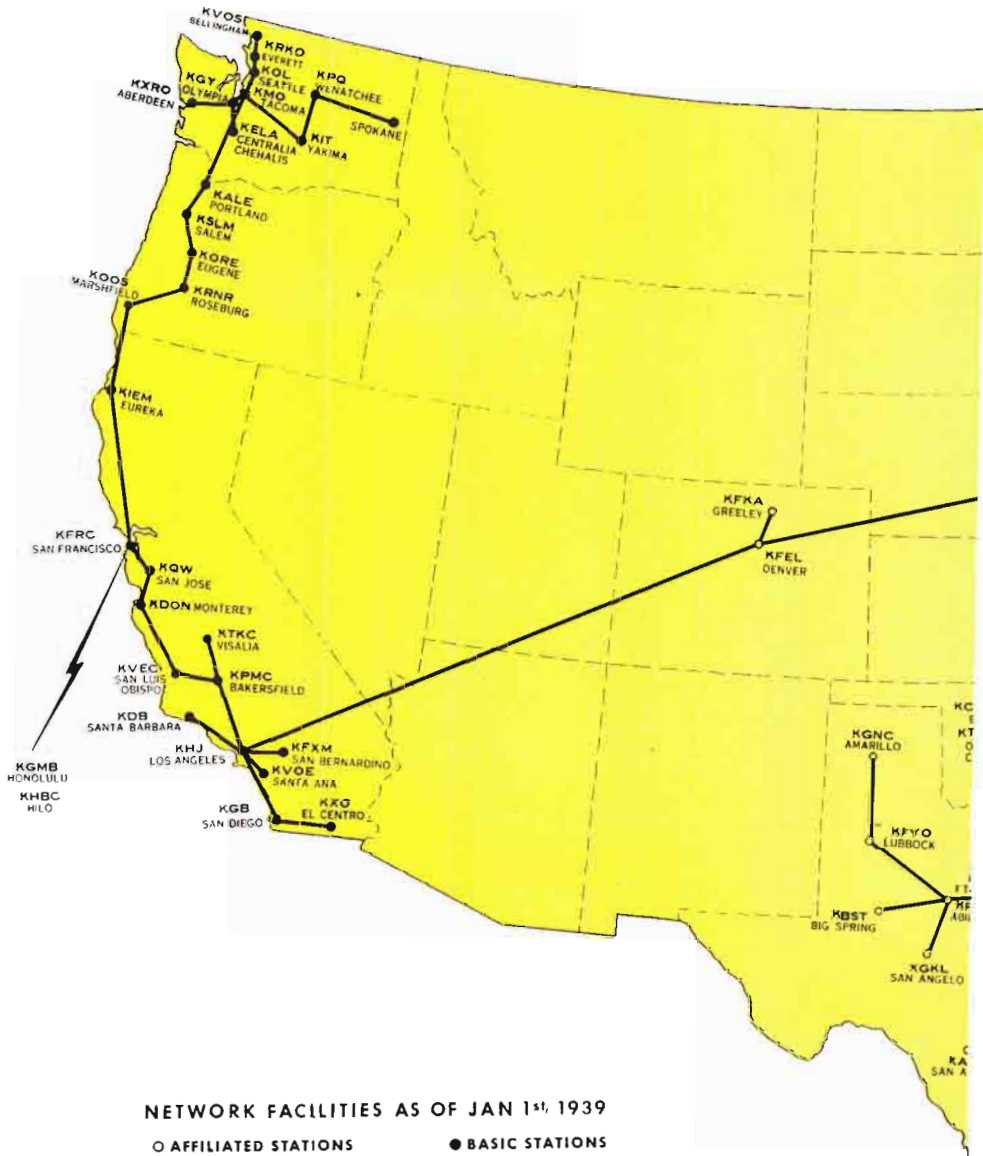 KVOS
BELLINGHAM
KRKO
EVERETT
KOL
SEATTLE
KGY
OLYMPIA
KXRO
ABERDEEN
KMO
TACOMA
KPQ
WENATCHEE
SPOKANE
KELA
CENTRALIA
CHEHALIS
KIT
YAKIMA
KALE
PORTLAND
KSLM
SALEM
KORE
EUGENE
KOOS
MARSHFIELD
KRNR
ROSEBURG
KIEM
EUREKA
KFKA
GREELEY
KFEL
DENVER
KFRC
SAN FRANCISCO
KQW
SAN JOSE
KDON MONTEREY
KTKC
VISALIA
KVEC
SAN LUIS
OBISPO
KPMC
BAKERSFIELD
KDB
SANTA BARBARA
KHJ
LOS ANGELES
KFXM
SAN BERNARDINO
KVOE
SANTA ANA
KGMB
HONOLULU
KHBC
HILO
KGB
SAN DIEGO
KXO
EL CENTRO
KGNC
AMARILLO
KFYO
LUBBOCK
KBST
BIG SPRING
KGKL
SAN ANGELO
NETWORK FACILITIES AS OF JAN 1st, 1939
○ AFFILIATED STATIONS
● BASIC STATIONS